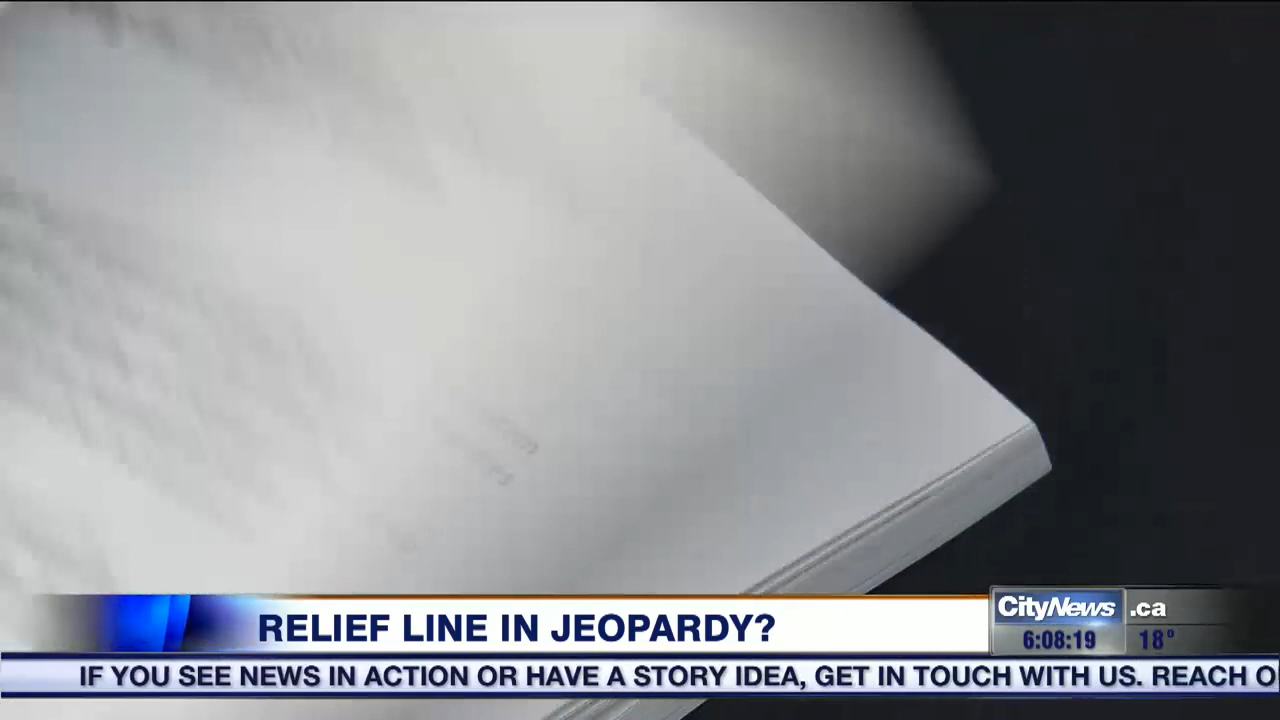 RELIEF LINE IN JEOPARDY?
CityNews .ca
6:08:19 18°
IF YOU SEE NEWS IN ACTION OR HAVE A STORY IDEA, GET IN TOUCH WITH US. REACH O